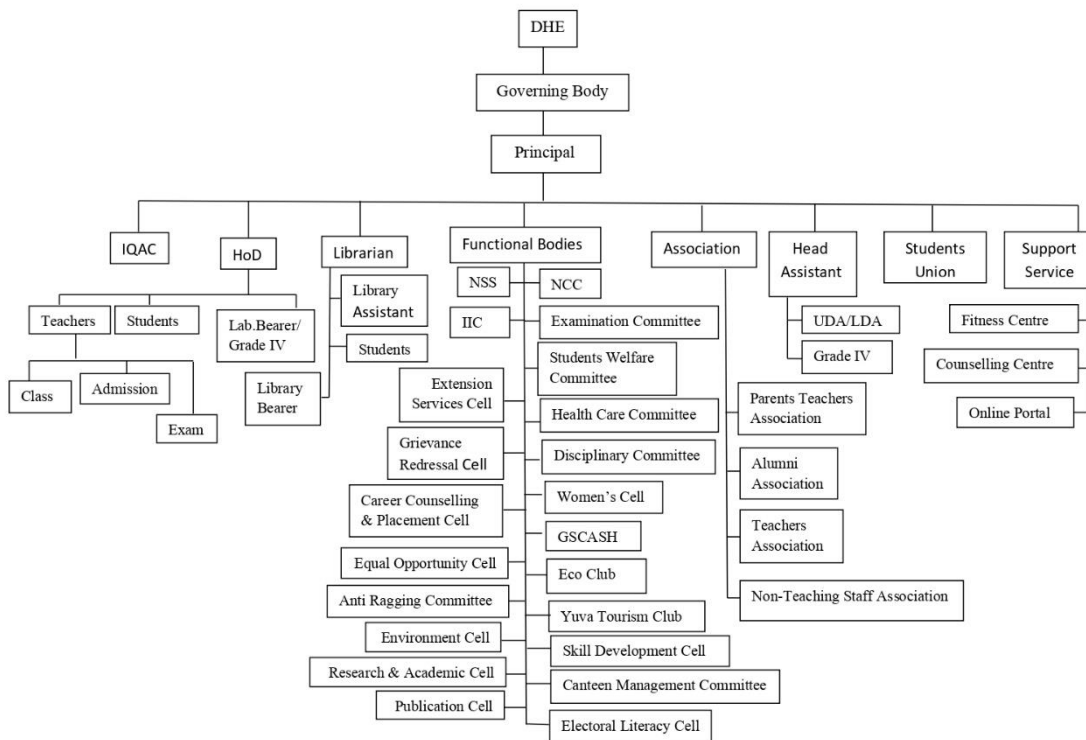 DHE
Governing Body
Principal
IQAC
HoD
Librarian
Functional Bodies
Association
Head
Assistant
Students
Union
Support
Service
Teachers
Students
Lab.Bearer/
Grade IV
Class
Admission
Exam
Library
Assistant
Students
Library
Bearer
NSS
NCC
IIC
Examination Committee
Students Welfare
Committee
Extension
Services Cell
Health Care Committee
Grievance
Redressal Cell
Disciplinary Committee
Career Counselling
& Placement Cell
Women's Cell
GSCASH
Equal Opportunity Cell
Eco Club
Anti Ragging Committee
Yuva Tourism Club
Environment Cell
Skill Development Cell
Research & Academic Cell
Canteen Management Committee
Publication Cell
Electoral Literacy Cell
Parents Teachers
Association
Alumni
Association
Teachers
Association
Non-Teaching Staff Association
UDA/LDA
Grade IV
Fitness Centre
Counselling Centre
Online Portal